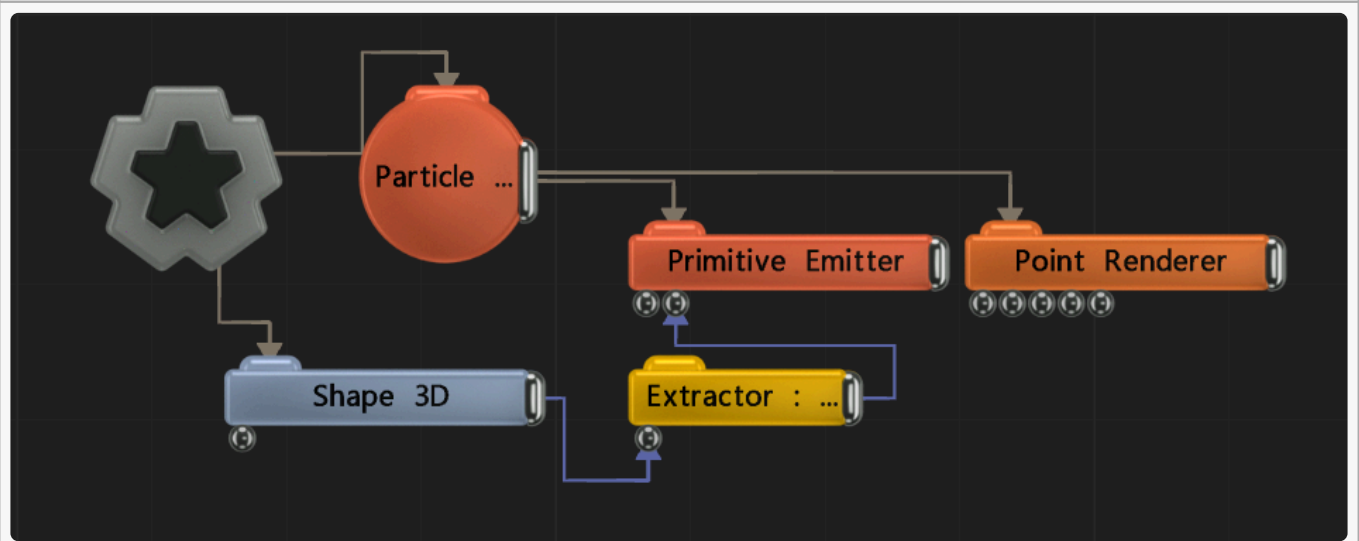 Particle ...
Primitive Emitter
Point Renderer
Shape 3D
Extractor : ...